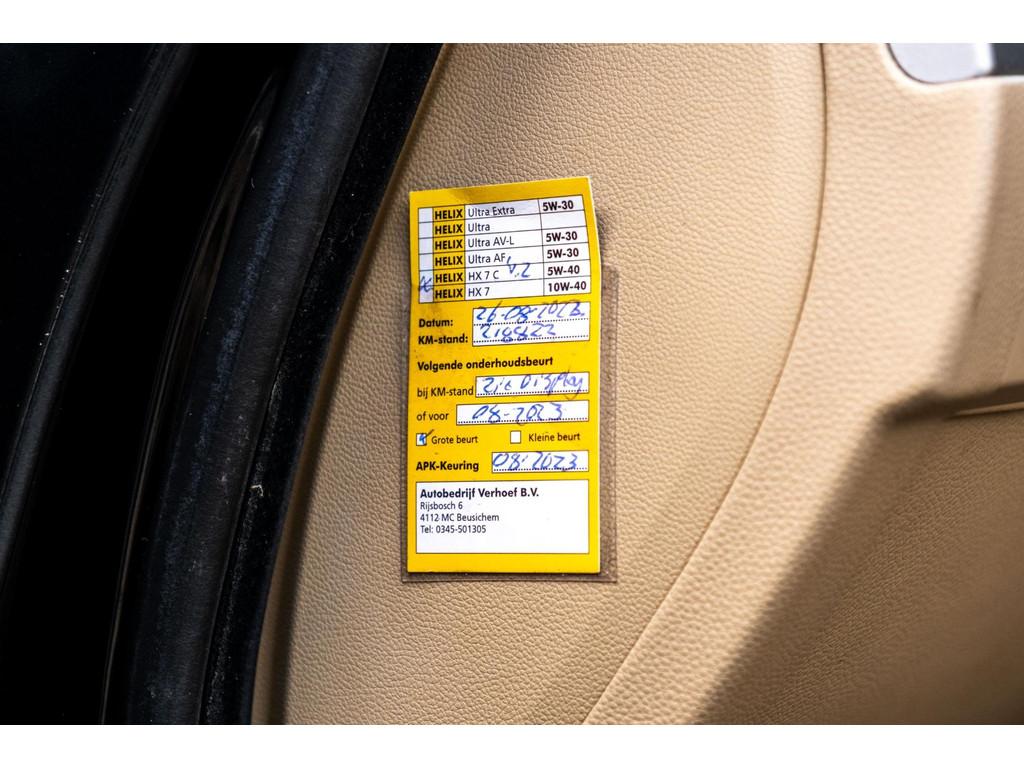 HELIX Ultra Extra 5W-30
HELIX Ultra
HELIX Ultra AV-L 5W-30
HELIX Ultra AF 5W-30
HELIX HX 7 C 5W-40
HELIX HX 7 10W-40
Datum: 26-08-2023
KM-stand: 218822
Volgende onderhoudsbeurt
bij KM-stand Zie Display
of voor 08-2023
Grote beurt Kleine beurt
APK-Keuring 08-2023
Autobedrijf Verhoef B.V.
Rijsbosch 6
4112 MC Beusichem
Tel: 0345-501305